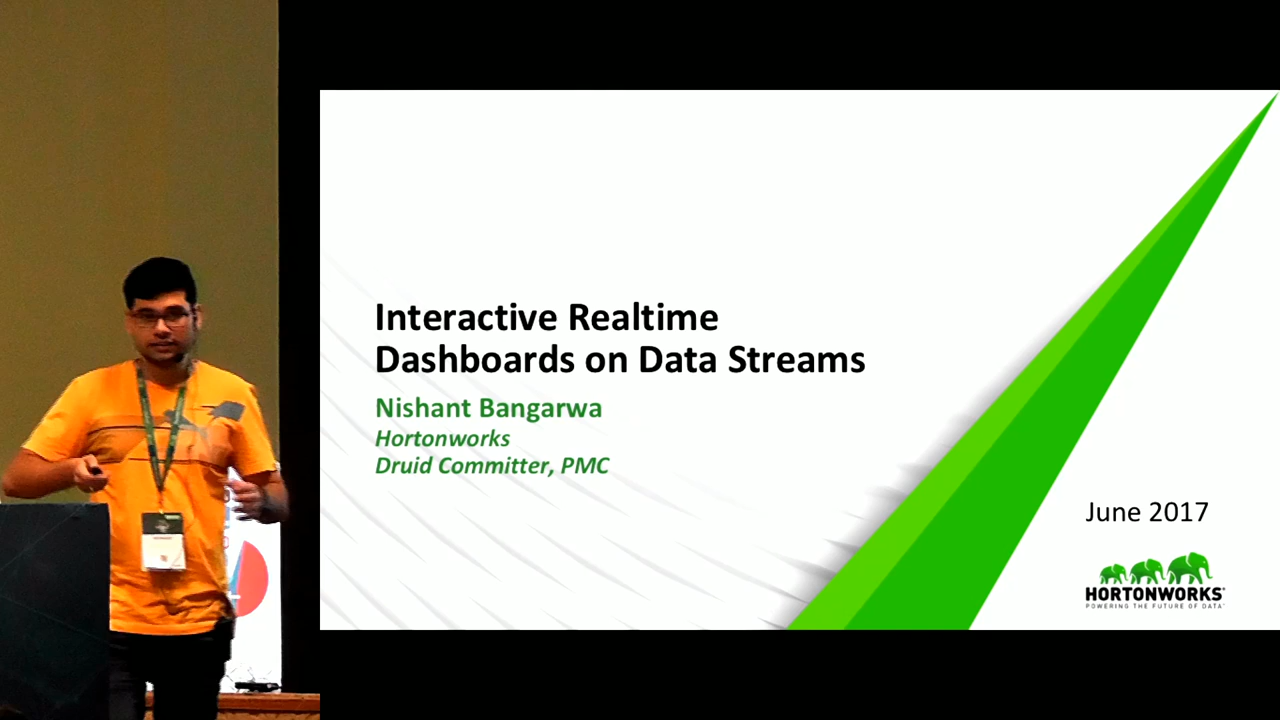 Interactive Realtime
Dashboards on Data Streams
Nishant Bangarwa
Hortonworks
Druid Committer, PMC
June 2017
HORTONWORKS
POWERING THE FUTURE OF DATA